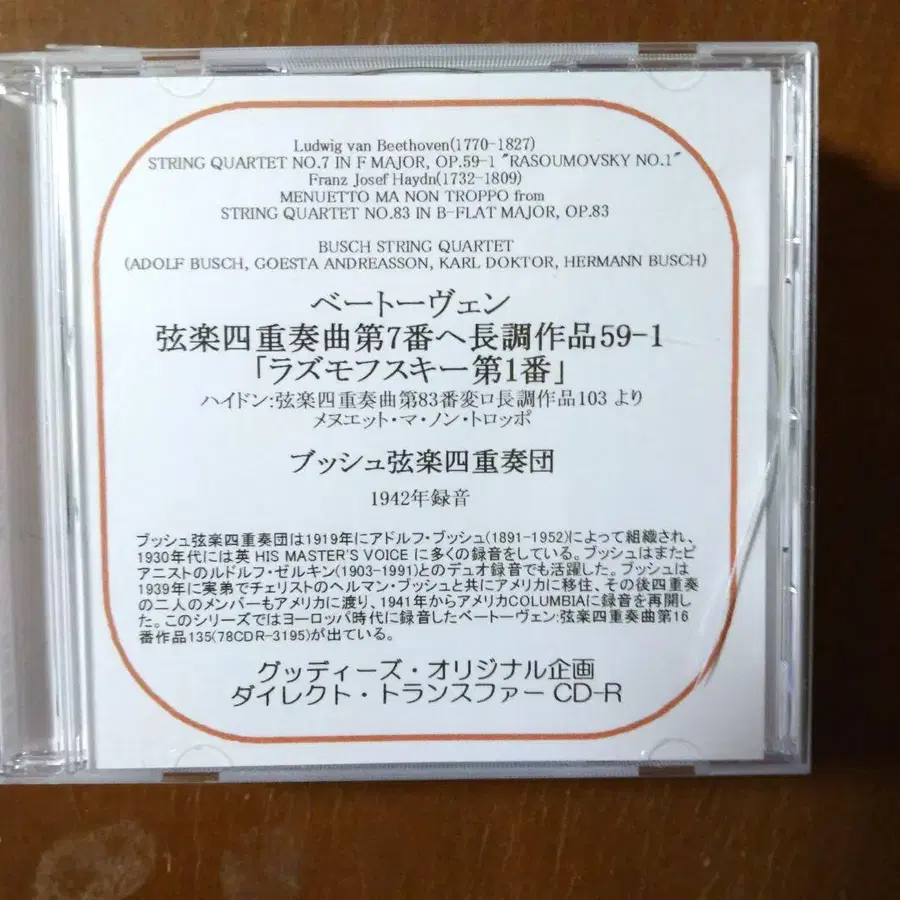 Ludwig van Beethoven(1770-1827)
STRING QUARTET NO.7 IN F MAJOR, OP.59-1 "RASOUMOVSKY NO.1"
Franz Josef Haydn(1732-1809)
MENUETTO MA NON TROPPO from
STRING QUARTET NO.83 IN B-FLAT MAJOR, OP.83
BUSCH STRING QUARTET
(ADOLF BUSCH, GOESTA ANDREASSON, KARL DOKTOR, HERMANN BUSCH)
ベートーヴェン
弦楽四重奏曲第7番ヘ長調作品59-1
「ラズモフスキー第1番」
ハイドン:弦楽四重奏曲第83番変ロ長調作品103 より
メヌエット・マ・ノン・トロッポ
ブッシュ弦楽四重奏団
1942年録音
ブッシュ弦楽四重奏団は1919年にアドルフ・ブッシュ(1891-1952)によって組織され、
1930年代には英 HIS MASTER'S VOICE に多くの録音をしている。ブッシュはまたピ
アニストのルドルフ・ゼルキン(1903-1991)とのデュオ録音でも活躍した。ブッシュは
1939年に実弟でチェリストのヘルマン・ブッシュと共にアメリカに移住、その後四重奏
の二人のメンバーもアメリカに渡り、1941年からアメリカCOLUMBIAに録音を再開し
た。このシリーズではヨーロッパ時代に録音したベートーヴェン:弦楽四重奏曲第16
番作品135(78CDR-3195)が出ている。
グッディーズ・オリジナル企画
ダイレクト・トランスファー CD-R